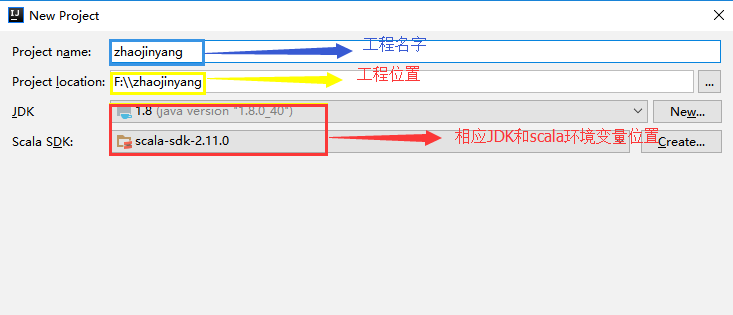 New Project
Project name: zhaojinyang 工程名字
Project location: F:\\zhaojinyang 工程位置 ...
JDK 1.8 (java version "1.8.0_40") New...
Scala SDK: scala-sdk-2.11.0 相应JDK和scala环境变量位置 Create...